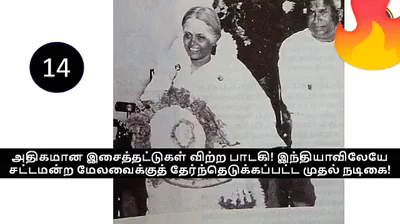 14
அதிகமான இசைத்தட்டுகள் விற்ற பாடகி! இந்தியாவிலேயே
சட்டமன்ற மேலவைக்குத் தேர்ந்தெடுக்கப்பட்ட முதல் நடிகை!